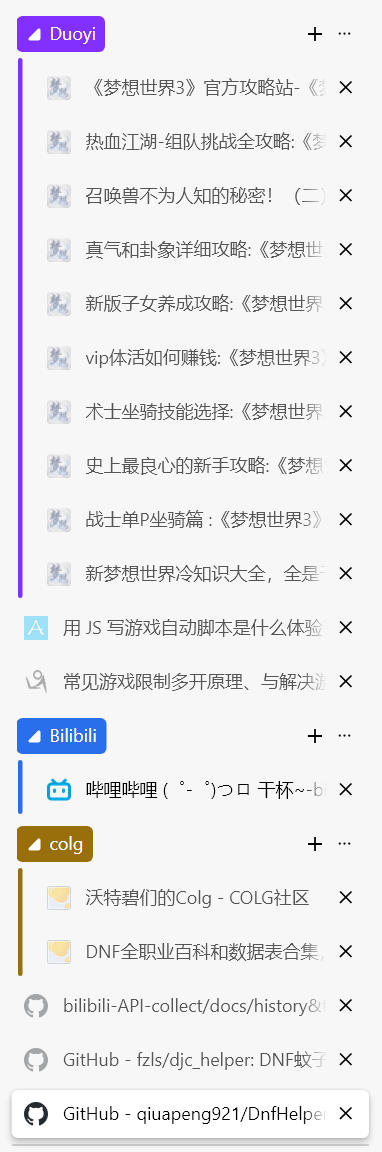 Duoyi
《梦想世界3》官方攻略站-《梦
热血江湖-组队挑战全攻略:《梦
召唤兽不为人知的秘密！（二）
真气和卦象详细攻略:《梦想世
新版子女养成攻略:《梦想世界
vip体活如何赚钱:《梦想世界3》
术士坐骑技能选择:《梦想世界
史上最良心的新手攻略:《梦想
战士单P坐骑篇 :《梦想世界3》
新梦想世界冷知识大全，全是干
用 JS 写游戏自动脚本是什么体验
常见游戏限制多开原理、与解决游
Bilibili
哔哩哔哩 (゜-゜)つロ 干杯~-bi
colg
沃特碧们的Colg - COLG社区
DNF全职业百科和数据表合集，
bilibili-API-collect/docs/history&
GitHub - fzls/djc_helper: DNF蚊子
GitHub - qiuapeng921/DnfHelper